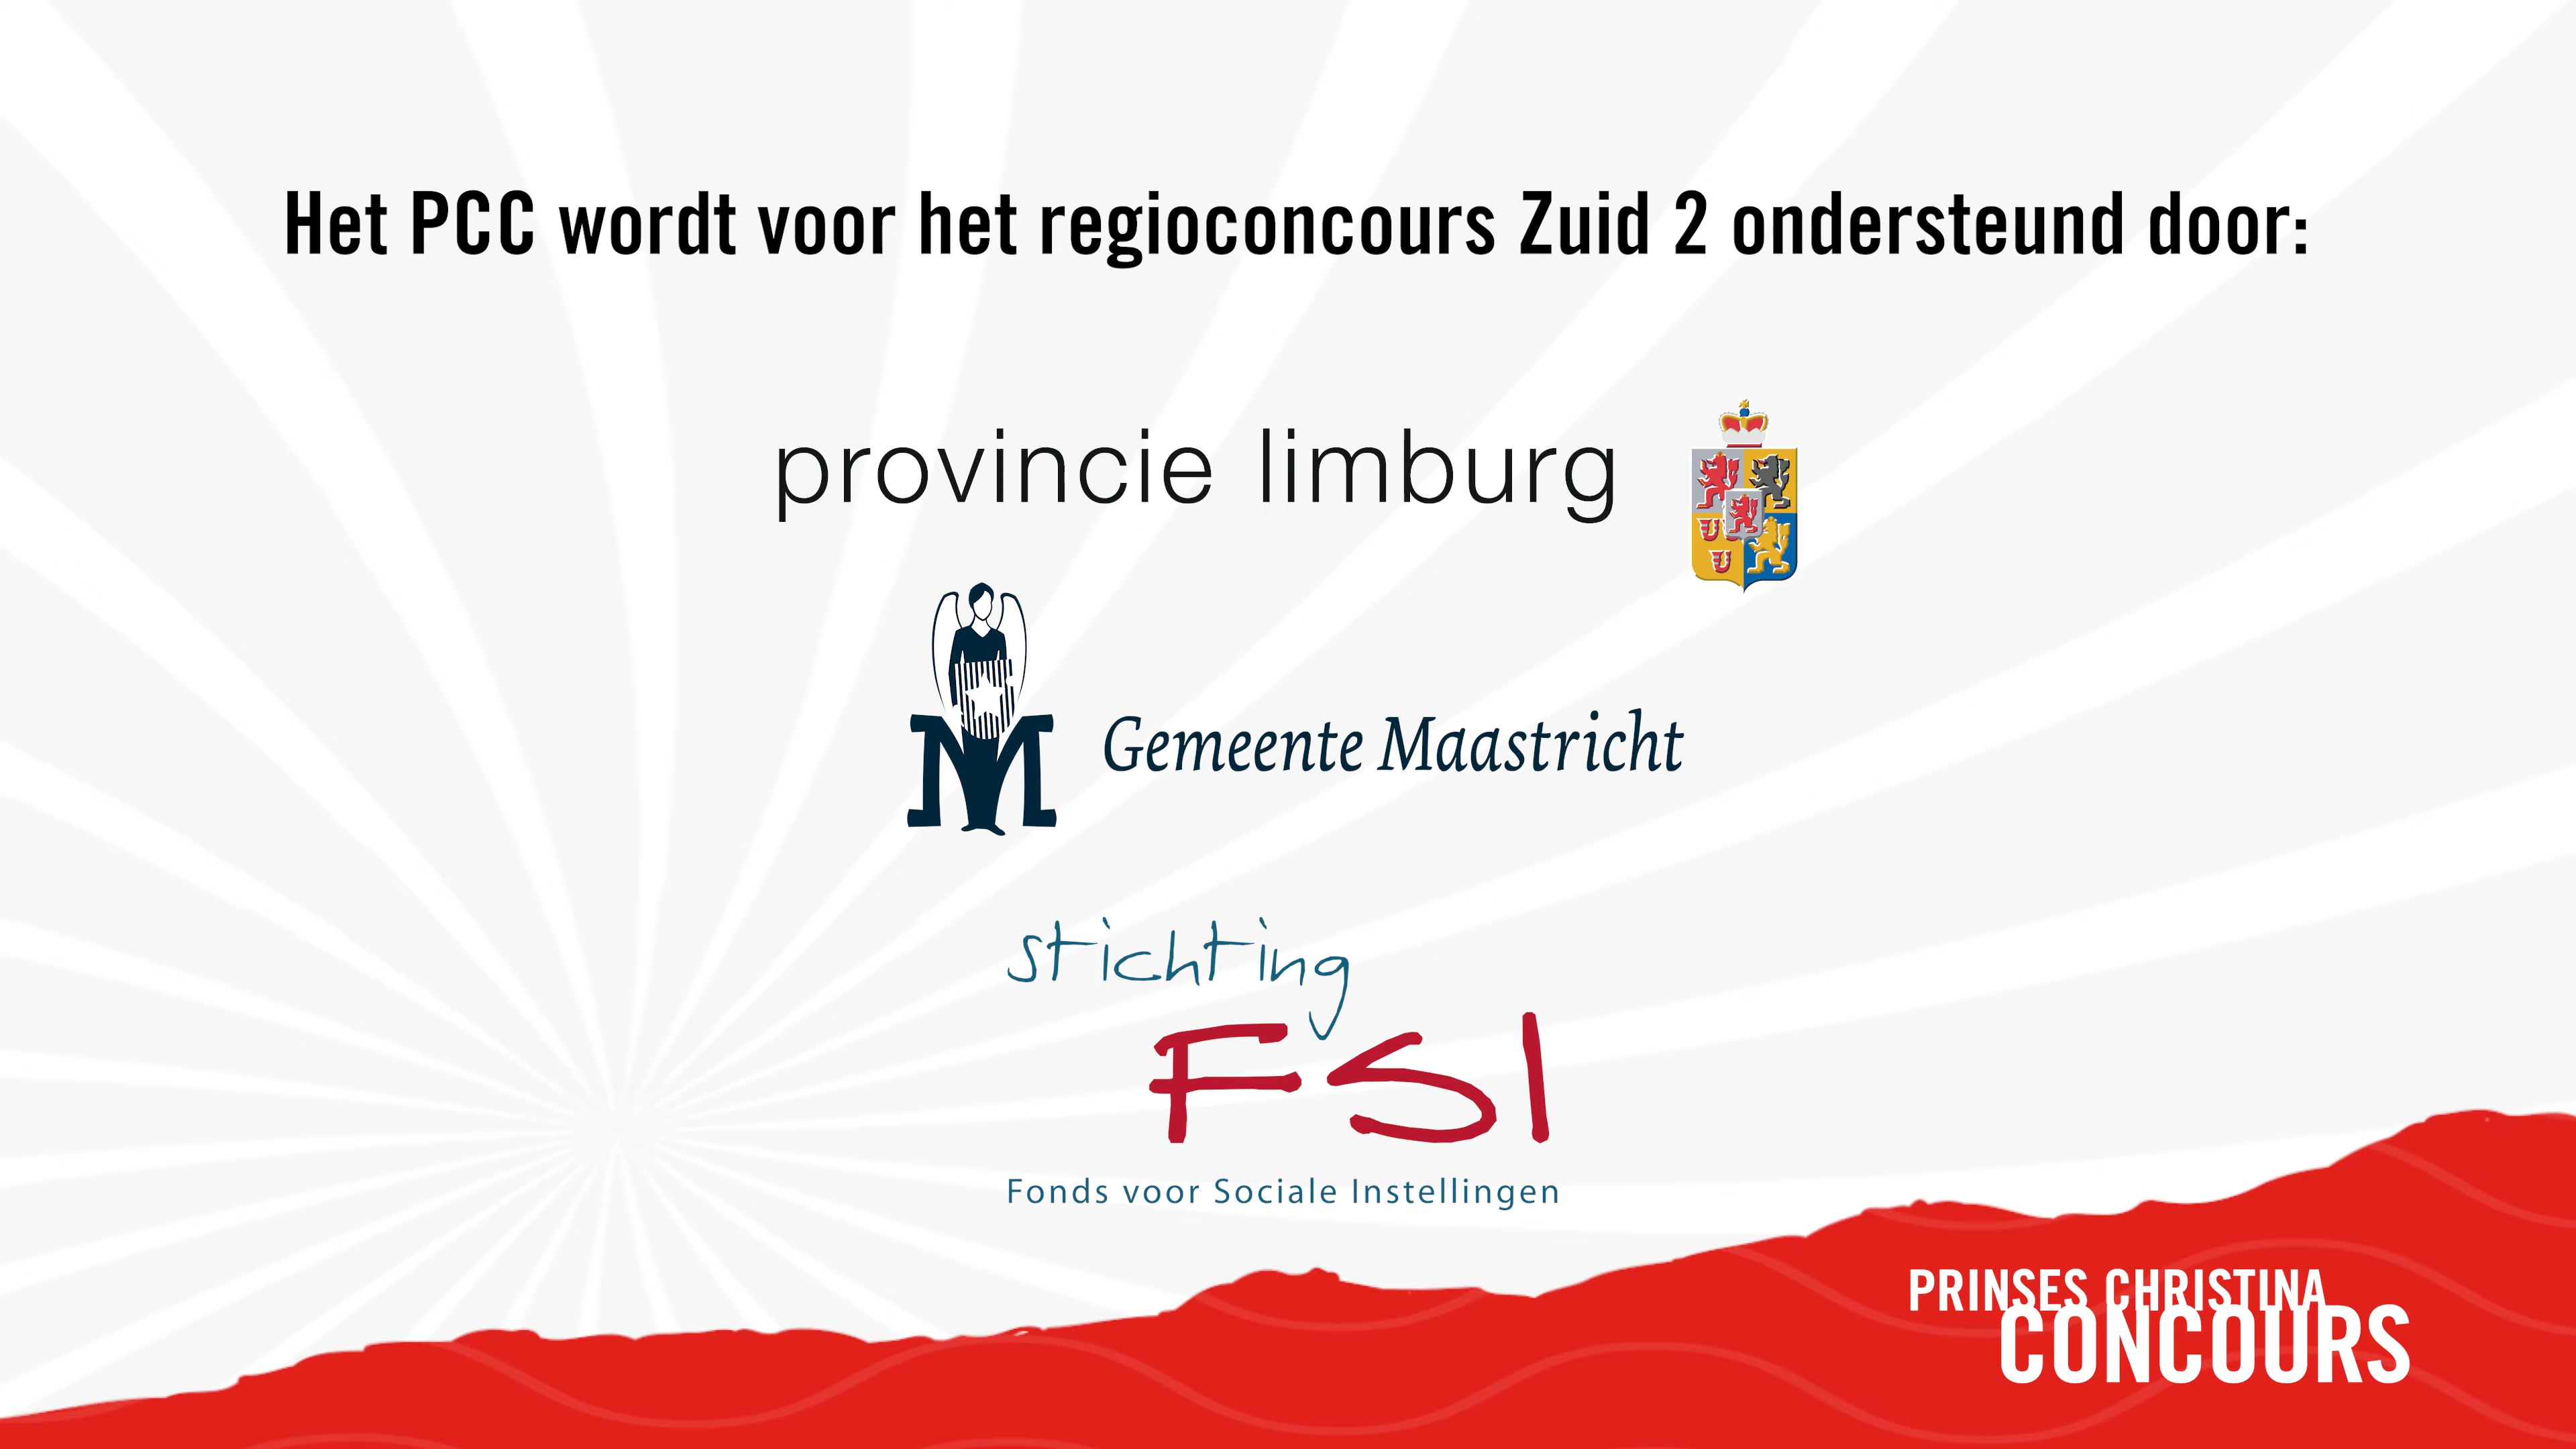 Het PCC wordt voor het regioconcours Zuid 2 ondersteund door:
provincie limburg
Gemeente Maastricht
stichting
FSI
Fonds voor Sociale Instellingen
PRINSES CHRISTINA
CONCOURS